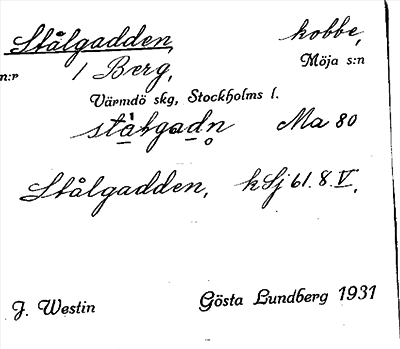 Stålgadden, kobbe,
n:r 1 Berg, Möja s:n
Värmdö skg, Stockholms l.
stålgadn Ma 80
Stålgadden, kSj 61.8.V.
J. Westin Gösta Lundberg 1931